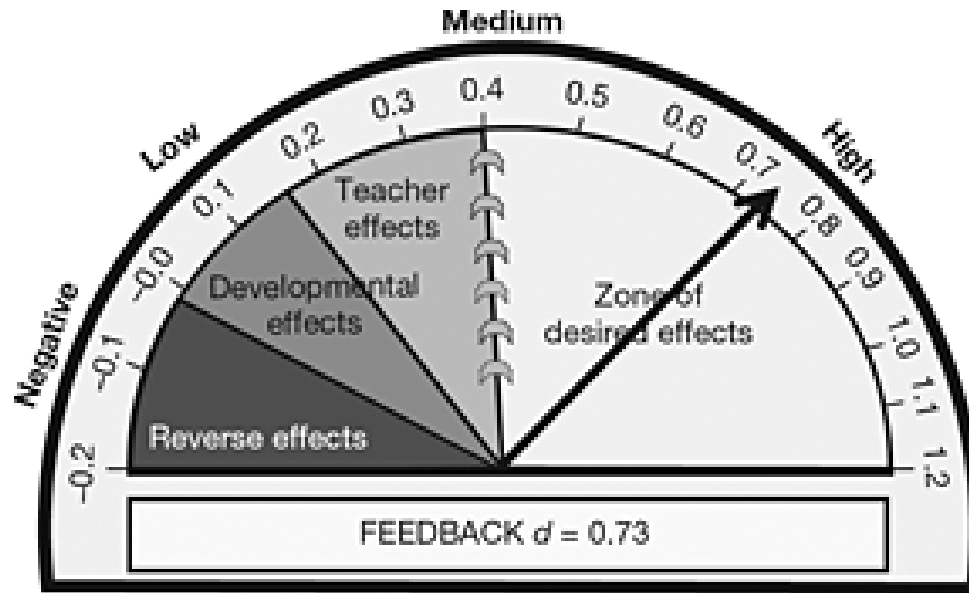 Medium
Low
High
Negative
−0.2
−0.1
−0.0
0.1
0.2
0.3
0.4
0.5
0.6
0.7
0.8
0.9
1.0
1.1
1.2
Teacher
effects
Developmental
effects
Zone of
desired effects
Reverse effects
FEEDBACK d = 0.73